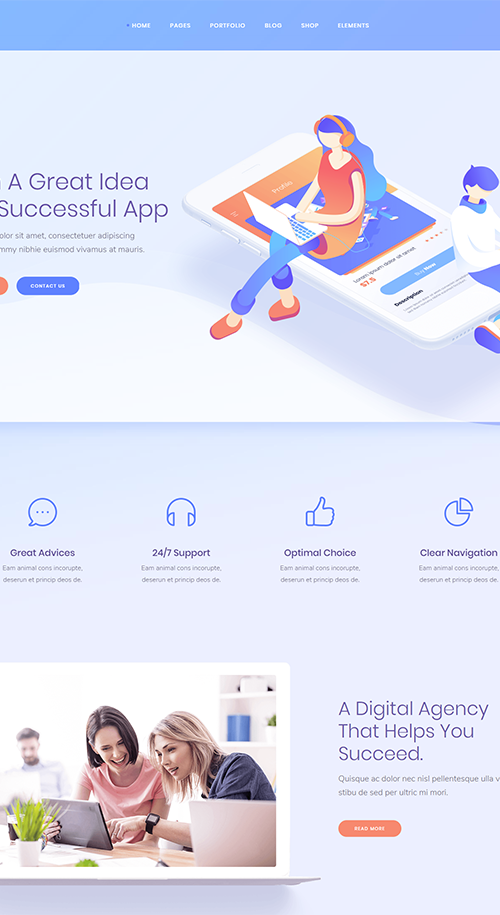 HOME PAGES PORTFOLIO BLOG SHOP ELEMENTS
A Great Idea
Successful App
dolor sit amet, consectetuer adipiscing
nibhie euismod vivamus at mauris.
CONTACT US
Profile
Lorem ipsum dolor sit amet
$7.5
Buy Now
Description
Great Advices
Eam animal cons incorupte,
deserun et princip deos de.
24/7 Support
Eam animal cons incorupte,
deserun et princip deos de.
Optimal Choice
Eam animal cons incorupte,
deserun et princip deos de.
Clear Navigation
Eam animal cons incorupte,
deserun et princip deos de.
A Digital Agency
That Helps You
Succeed.
Quisque ac dolor nec nisl pellentesque ulla
stibu de sed per ultric mi morl.
READ MORE